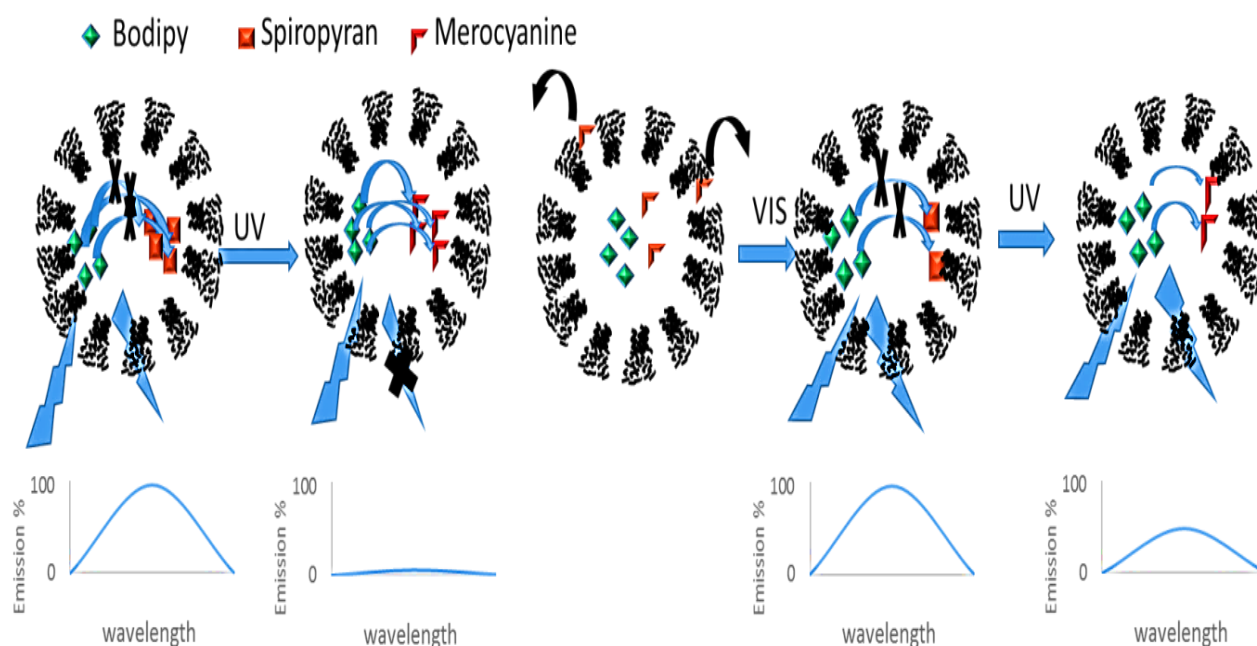 Bodipy Spiropyran Merocyanine
UV
VIS
UV
Emission %
100
0
wavelength
Emission %
100
0
wavelength
Emission %
100
0
wavelength
Emission %
100
0
wavelength